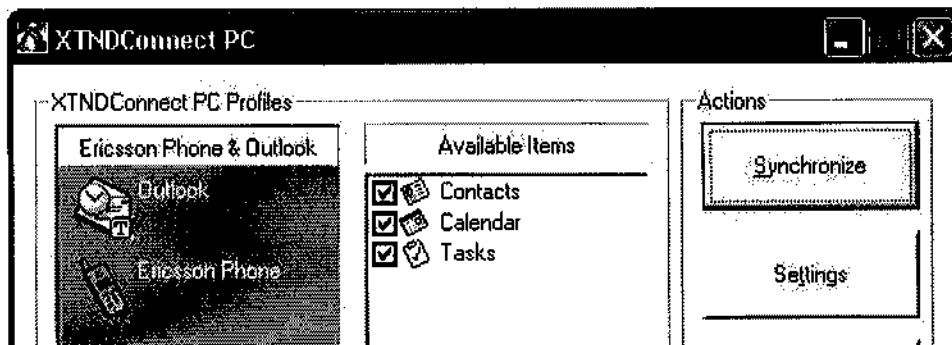 XTNDConnect PC
XTNDConnect PC Profiles
Ericsson Phone & Outlook
Outlook
Ericsson Phone
Available Items
Contacts
Calendar
Tasks
Actions
Synchronize
Settings